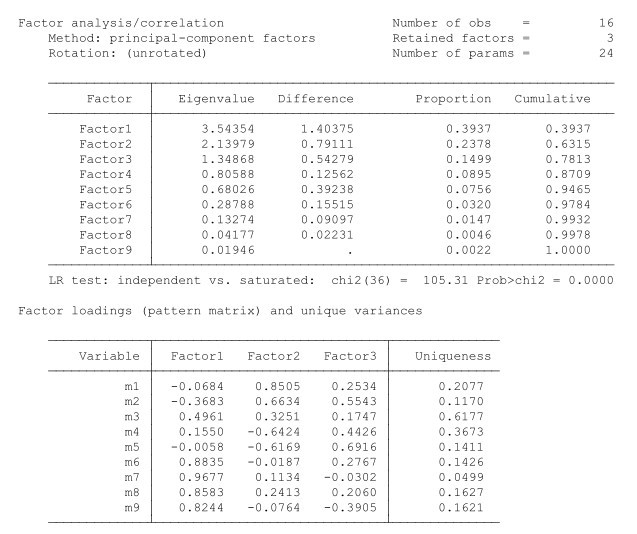 Factor analysis/correlation Number of obs = 16
Method: principal-component factors Retained factors = 3
Rotation: (unrotated) Number of params = 24
Factor Eigenvalue Difference Proportion Cumulative
Factor1 3.54354 1.40375 0.3937 0.3937
Factor2 2.13979 0.79111 0.2378 0.6315
Factor3 1.34868 0.54279 0.1499 0.7813
Factor4 0.80588 0.12562 0.0895 0.8709
Factor5 0.68026 0.39238 0.0756 0.9465
Factor6 0.28788 0.15515 0.0320 0.9784
Factor7 0.13274 0.09097 0.0147 0.9932
Factor8 0.04177 0.02231 0.0046 0.9978
Factor9 0.01946 . 0.0022 1.0000
LR test: independent vs. saturated: chi2(36) = 105.31 Prob>chi2 = 0.0000
Factor loadings (pattern matrix) and unique variances
Variable Factor1 Factor2 Factor3 Uniqueness
m1 -0.0684 0.8505 0.2534 0.2077
m2 -0.3683 0.6634 0.5543 0.1170
m3 0.4961 0.3251 0.1747 0.6177
m4 0.1550 -0.6424 0.4426 0.3673
m5 -0.0058 -0.6169 0.6916 0.1411
m6 0.8835 -0.0187 0.2767 0.1426
m7 0.9677 0.1134 -0.0302 0.0499
m8 0.8583 0.2413 0.2060 0.1627
m9 0.8244 -0.0764 -0.3905 0.1621